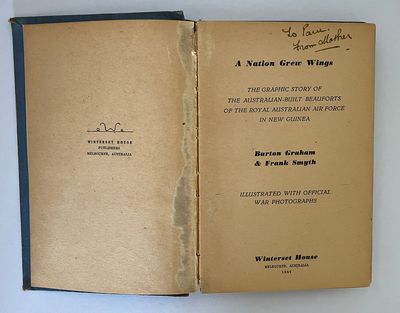 WINTERSET HOUSE
PUBLISHERS
MELBOURNE, AUSTRALIA
To Paul
From Mother
A Nation Grew Wings
THE GRAPHIC STORY OF
THE AUSTRALIAN-BUILT BEAUFORTS
OF THE ROYAL AUSTRALIAN AIR FORCE
IN NEW GUINEA
Burton Graham
& Frank Smyth
ILLUSTRATED WITH OFFICIAL
WAR PHOTOGRAPHS
Winterset House
MELBOURNE, AUSTRALIA